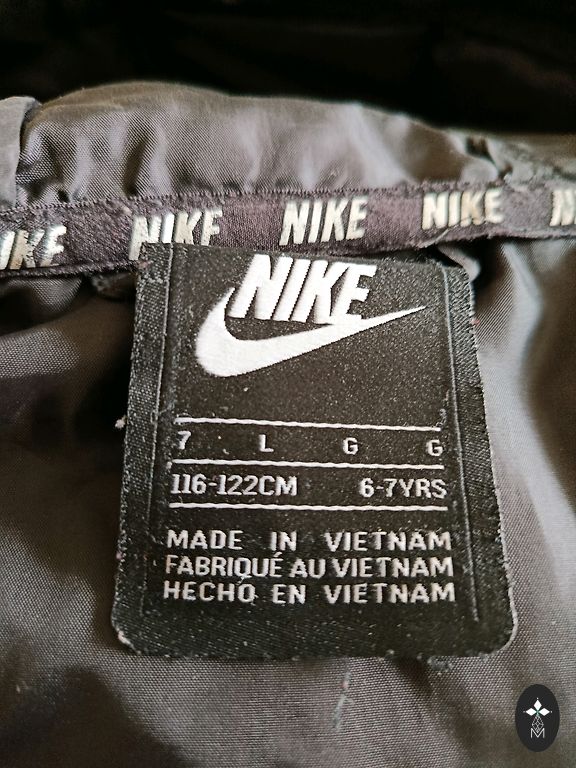 NIKE NIKE NIKE NIKE N
NIKE
7 L G G
116-122CM 6-7YRS
MADE IN VIETNAM
FABRIQUÉ AU VIETNAM
HECHO EN VIETNAM
M